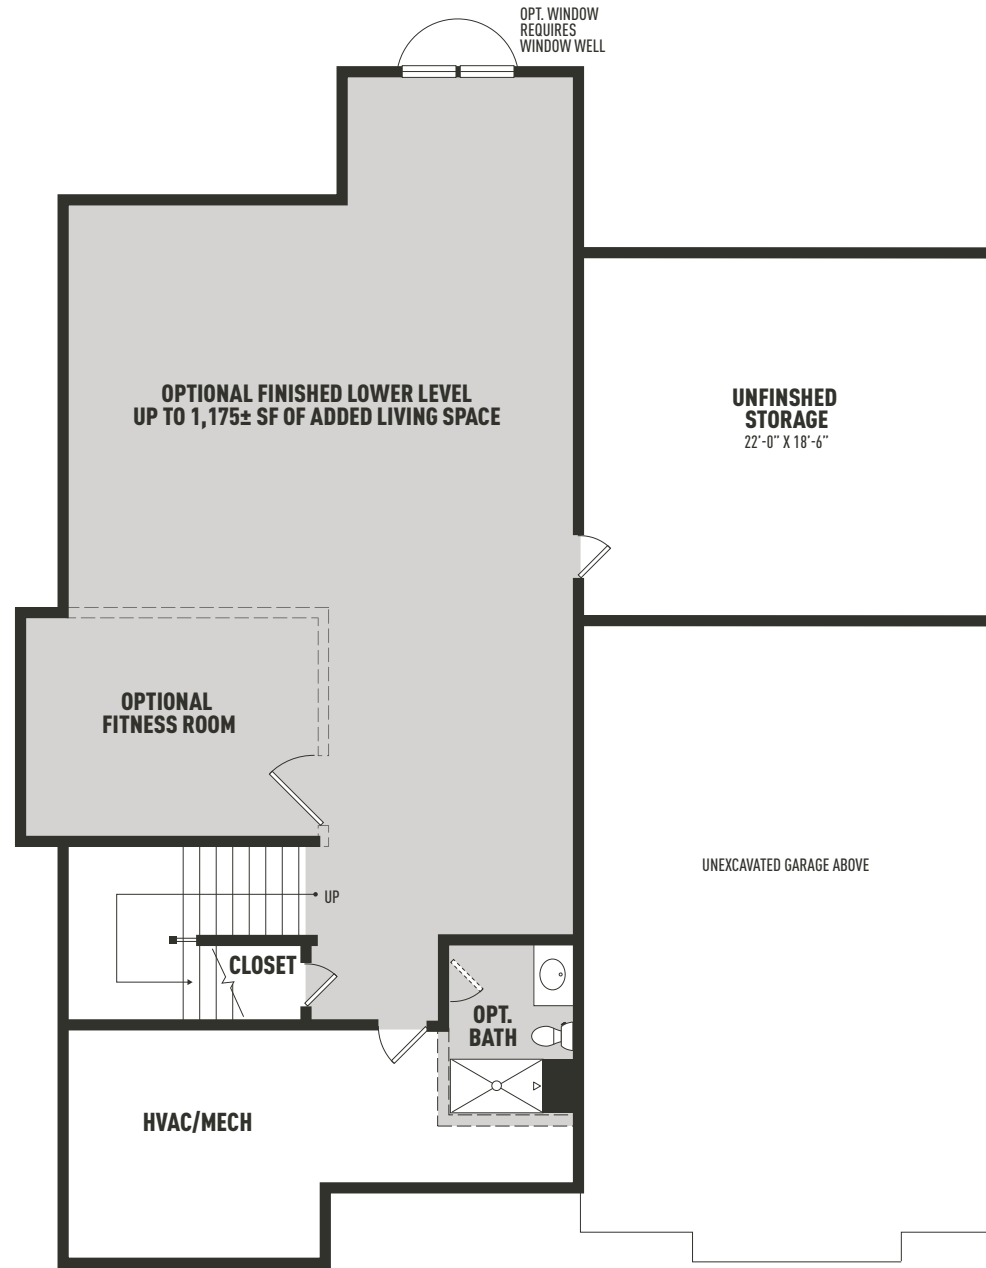 OPT. WINDOW
REQUIRES
WINDOW WELL
OPTIONAL FINISHED LOWER LEVEL
UP TO 1,175± SF OF ADDED LIVING SPACE
UNFINSHED
STORAGE
22'-0" X 18'-6"
OPTIONAL
FITNESS ROOM
UNEXCAVATED GARAGE ABOVE
UP
CLOSET
OPT.
BATH
HVAC/MECH